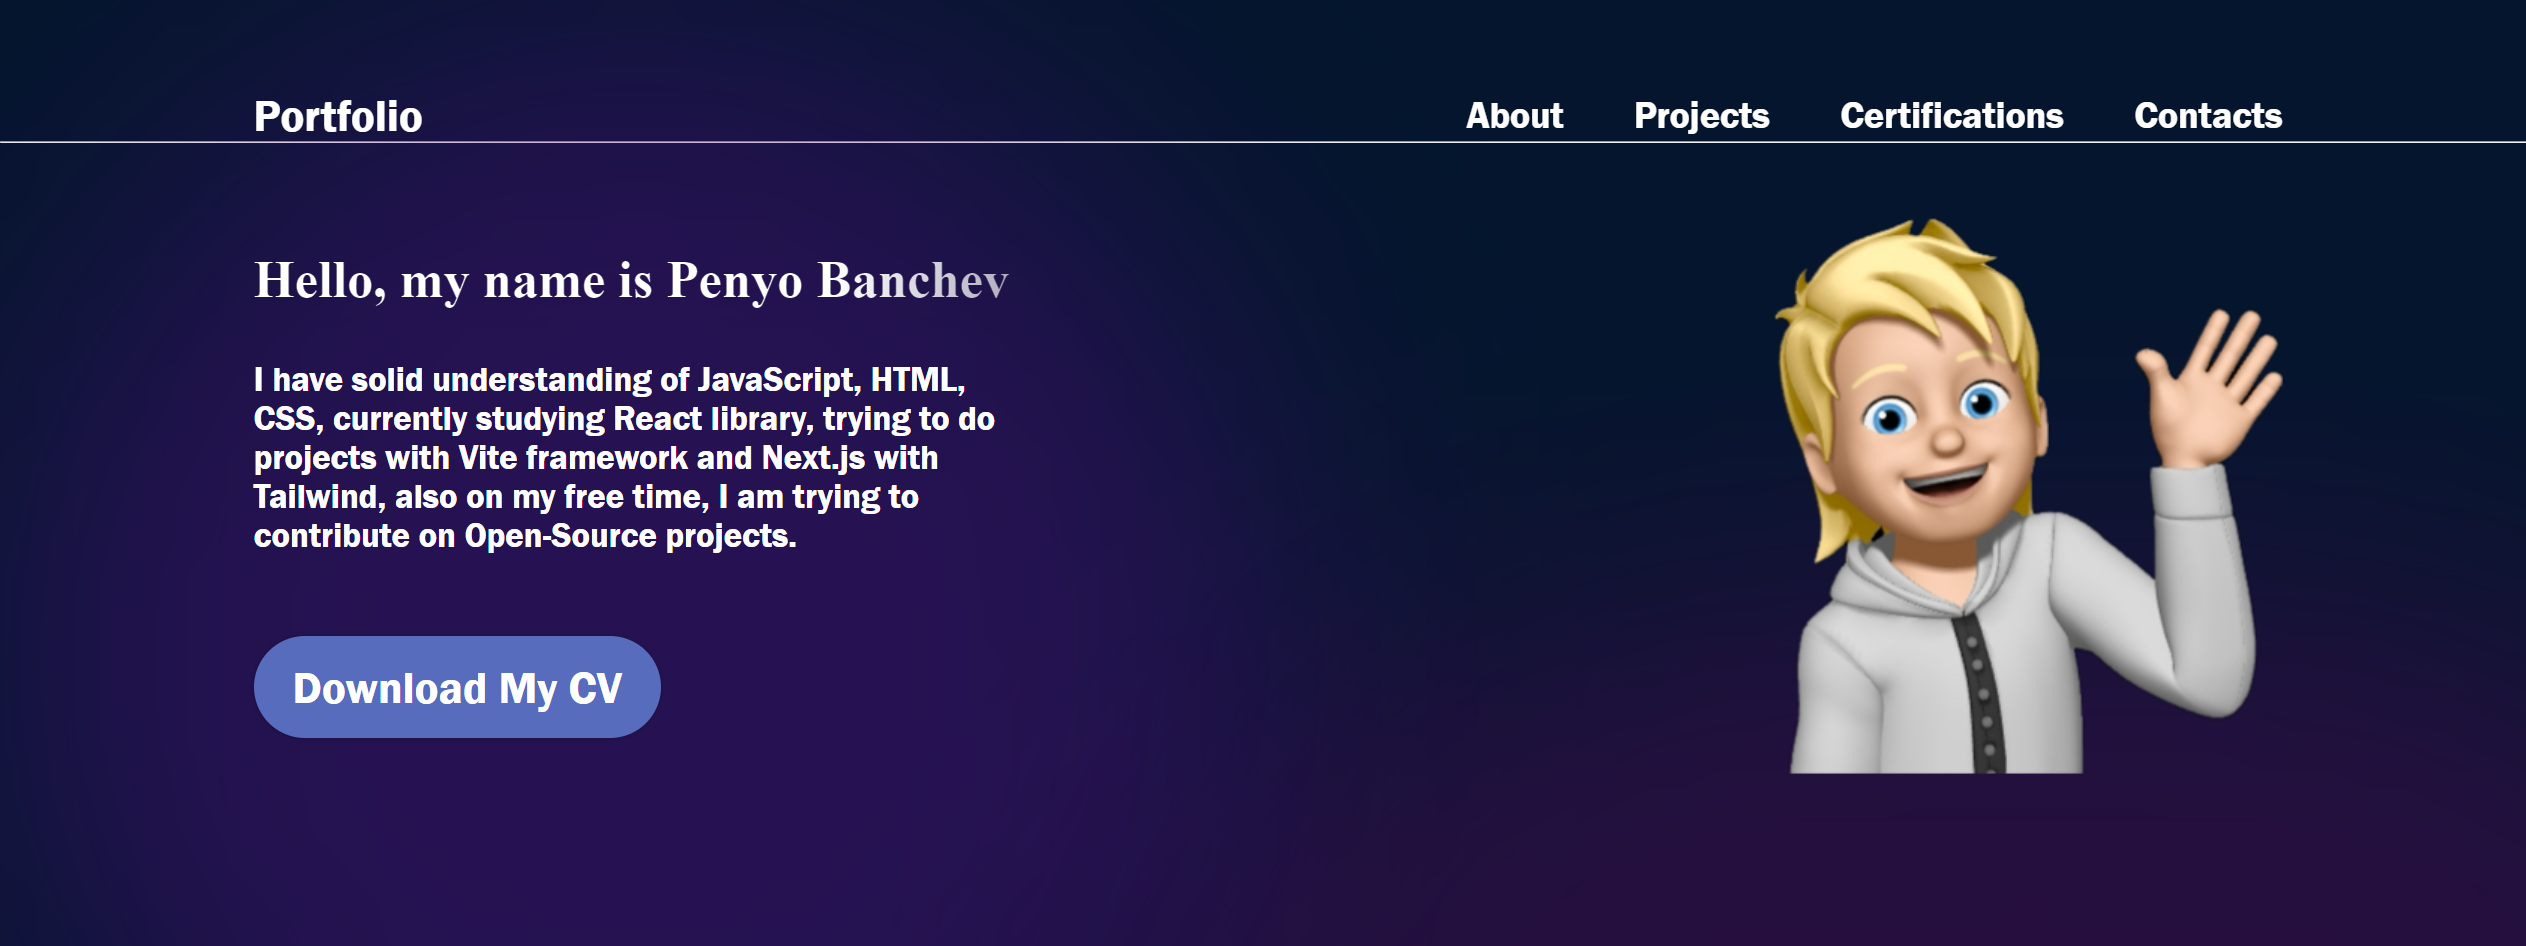 Portfolio
About Projects Certifications Contacts
Hello, my name is Penyo Banchev
I have solid understanding of JavaScript, HTML,
CSS, currently studying React library, trying to do
projects with Vite framework and Next.js with
Tailwind, also on my free time, I am trying to
contribute on Open-Source projects.
Download My CV